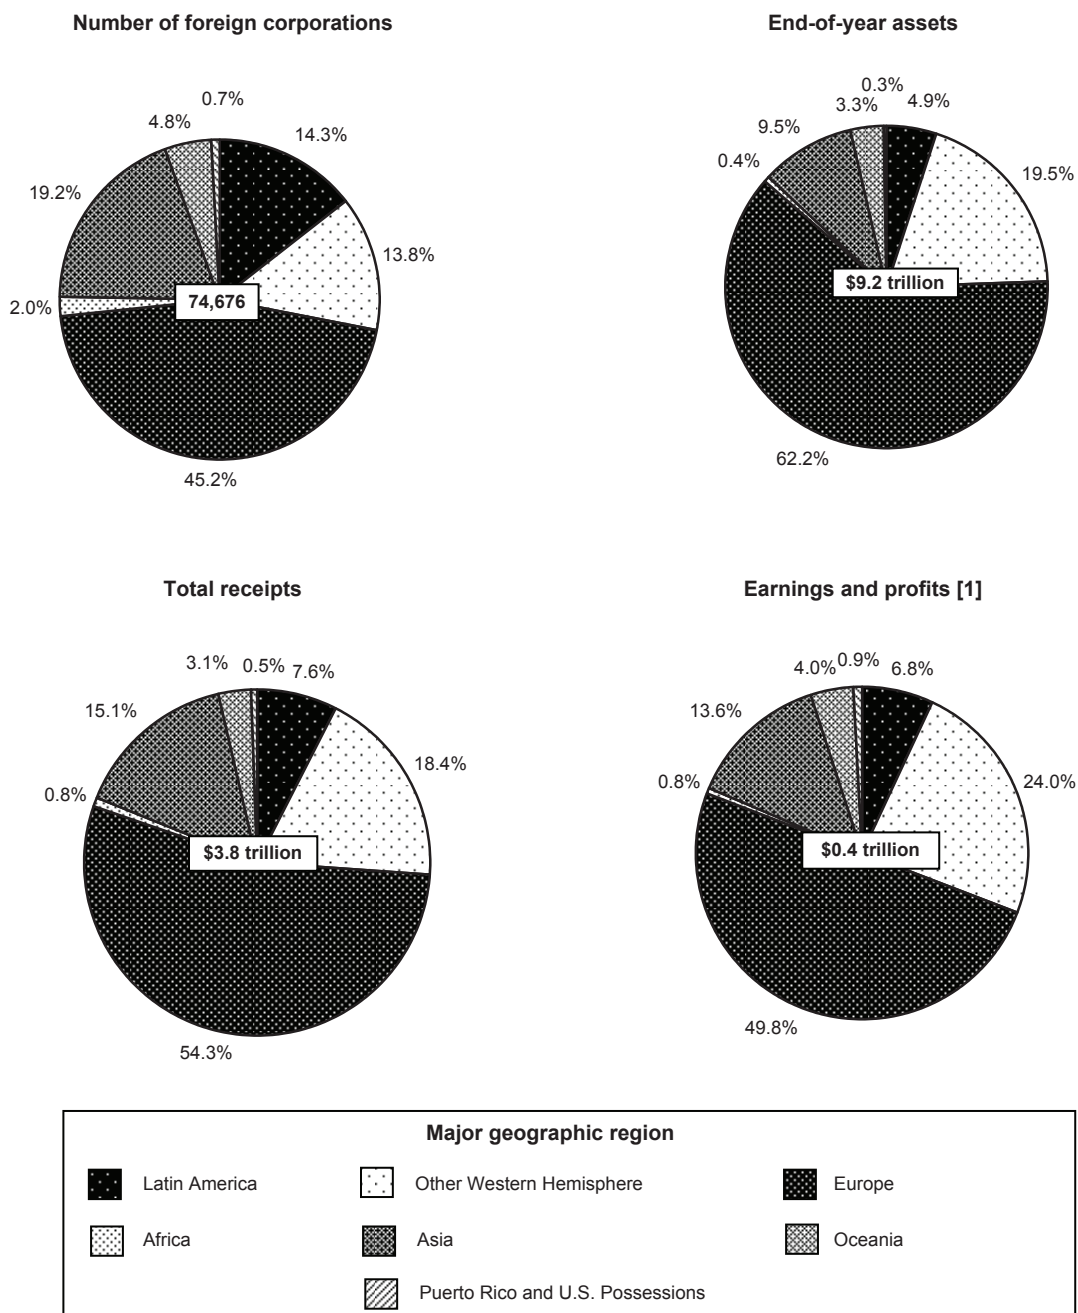 Number of foreign corporations
End-of-year assets
0.7%
4.8%
14.3%
19.2%
13.8%
2.0%
74,676
45.2%
0.3%
3.3%
4.9%
9.5%
0.4%
19.5%
$9.2 trillion
62.2%
Total receipts
Earnings and profits [1]
3.1%
0.5%
7.6%
15.1%
18.4%
0.8%
$3.8 trillion
54.3%
4.0%
0.9%
6.8%
13.6%
0.8%
24.0%
$0.4 trillion
49.8%
Major geographic region
Latin America
Other Western Hemisphere
Europe
Africa
Asia
Oceania
Puerto Rico and U.S. Possessions